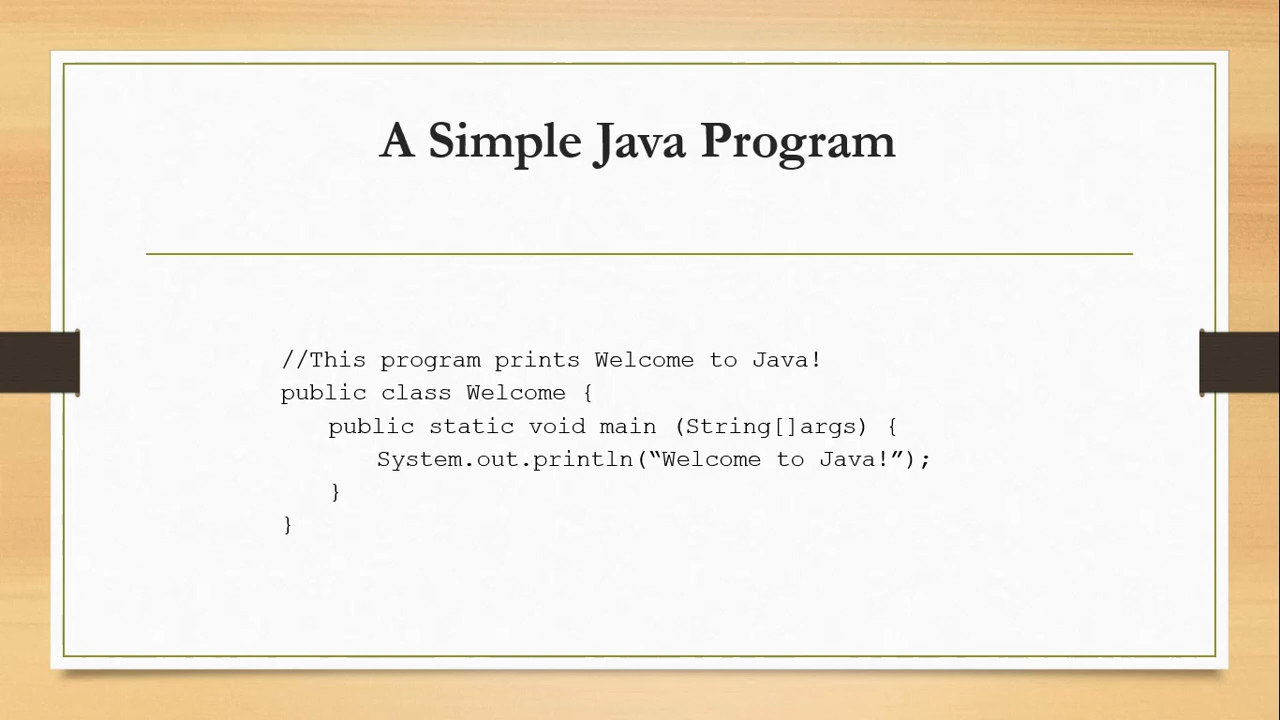 A Simple Java Program
//This program prints Welcome to Java!
public class Welcome {
public static void main (String[]args) {
System.out.println(“Welcome to Java!”);
}
}